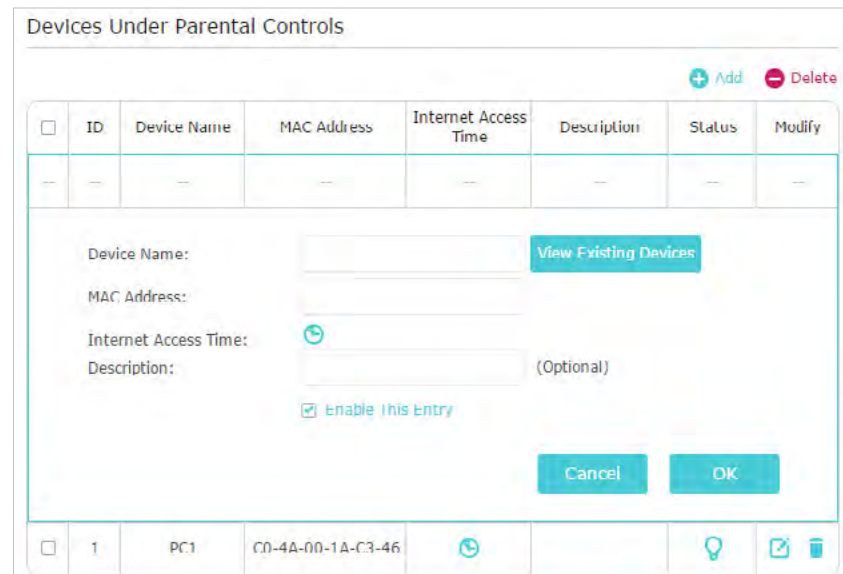 Devices Under Parental Controls
Add Delete
ID Device Name MAC Address Internet Access Time Description Status Modify
-- -- -- -- -- -- -- --
Device Name: View Existing Devices
MAC Address:
Internet Access Time:
Description: (Optional)
Enable This Entry
Cancel OK
1 PC1 C0-4A-00-1A-C3-46